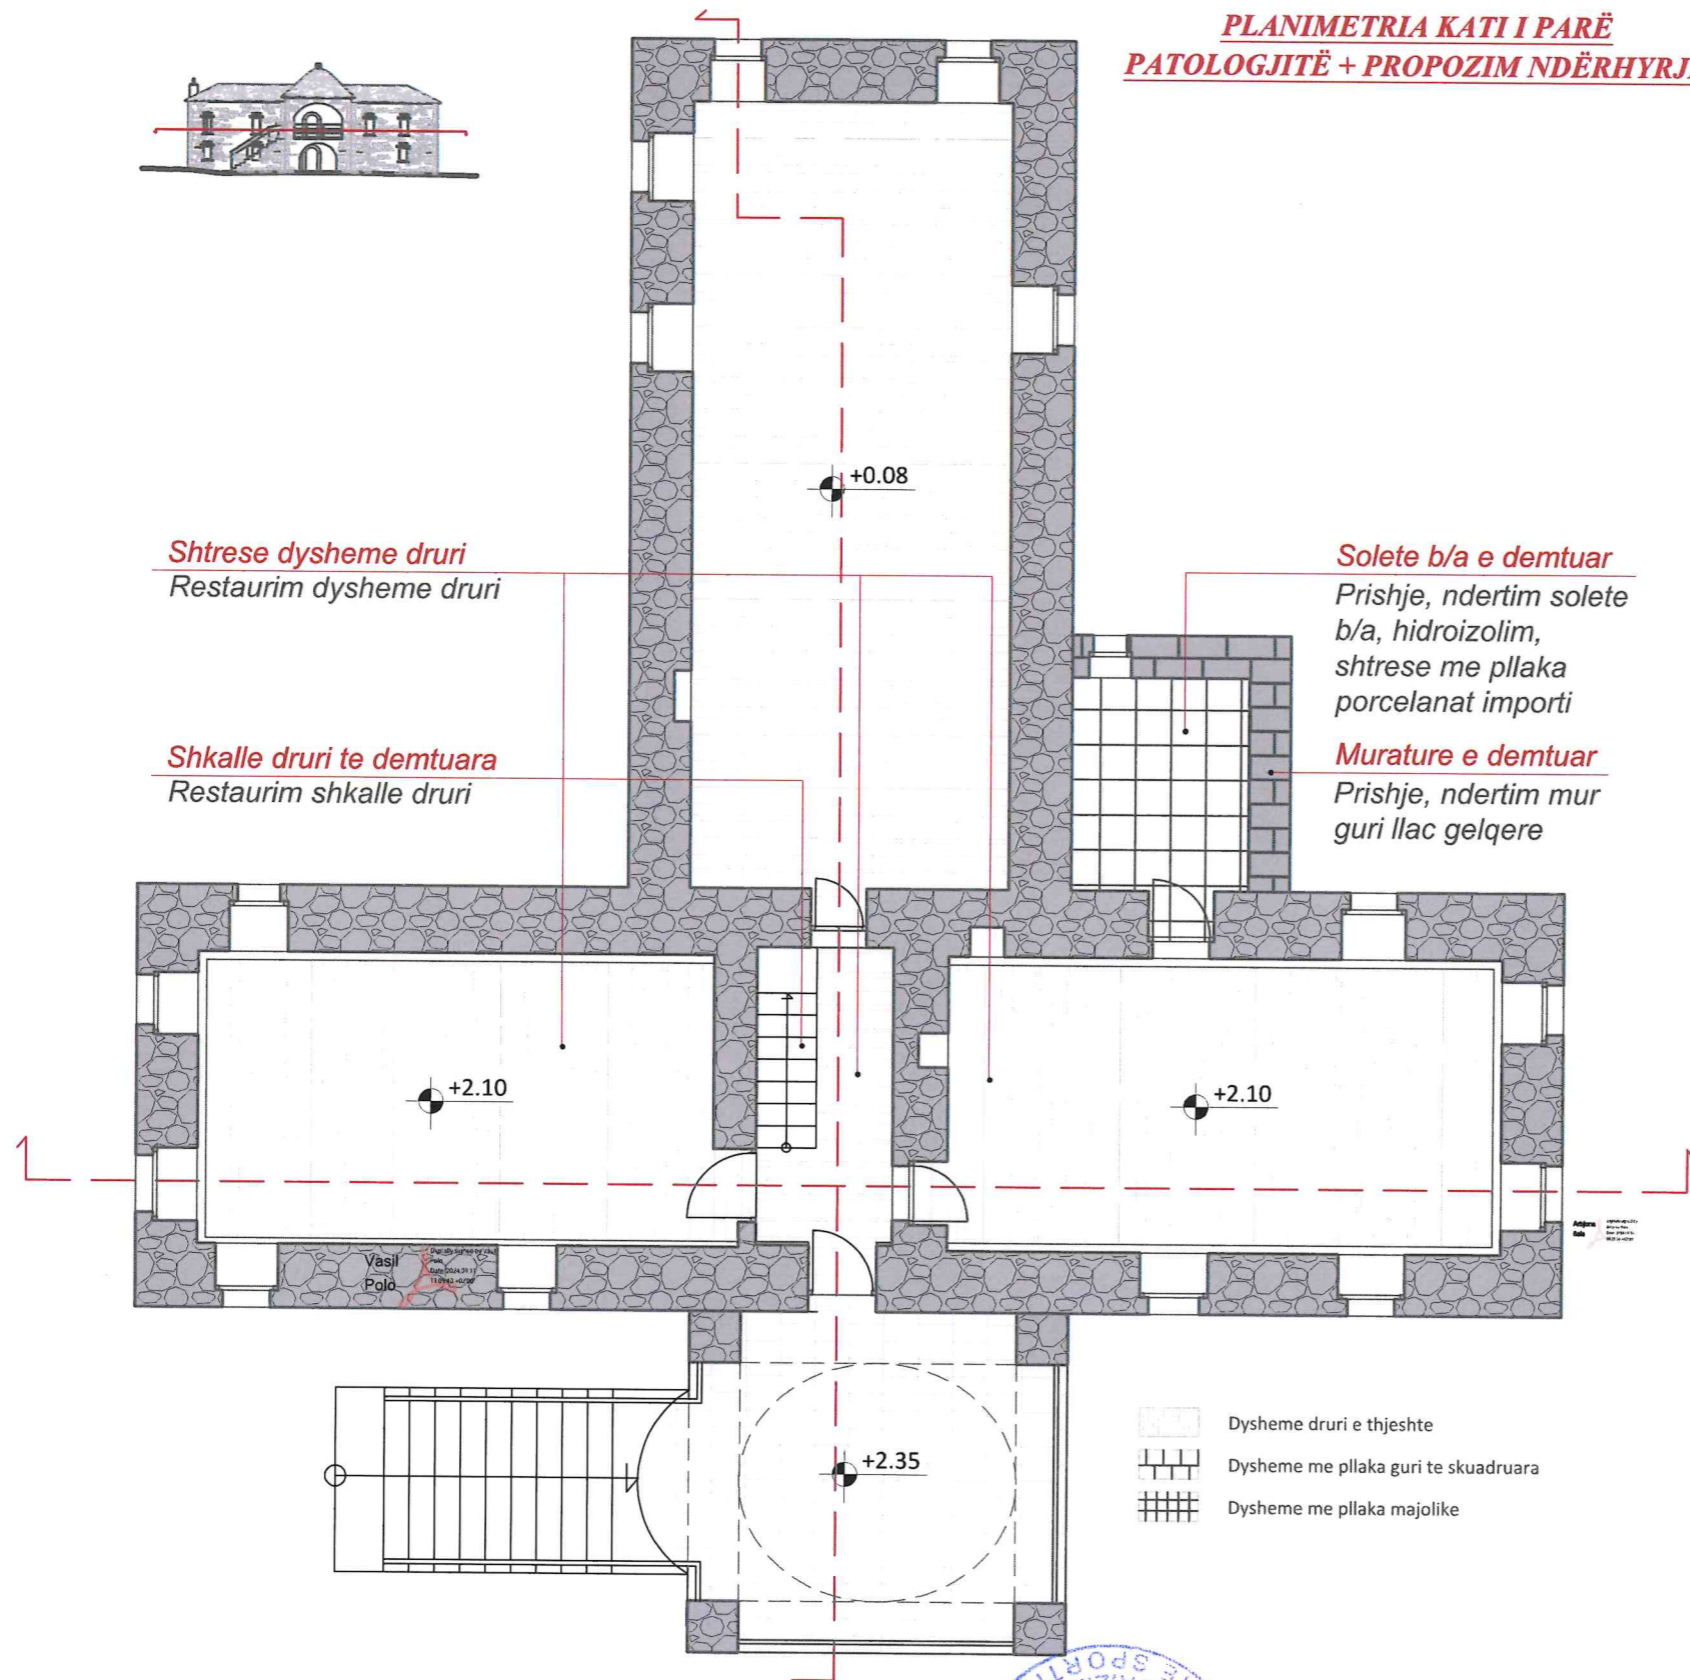 PLANIMETRIA KATI I PARË
PATOLOGJITË + PROPOZIM NDËRHYRJA
+0.08
Shtrese dysheme druri
Restaurim dysheme druri
Solete b/a e demtuar
Prishje, ndertim solete
b/a, hidroizolim,
shtrese me pllaka
porcelanat importi
Shkalle druri te demtuara
Restaurim shkalle druri
Murature e demtuar
Prishje, ndertim mur
guri llac gelqere
+2.10
+2.10
Vasil
Polo
+2.35
Dysheme druri e thjeshte
Dysheme me pllaka guri te skuadruara
Dysheme me pllaka majolike